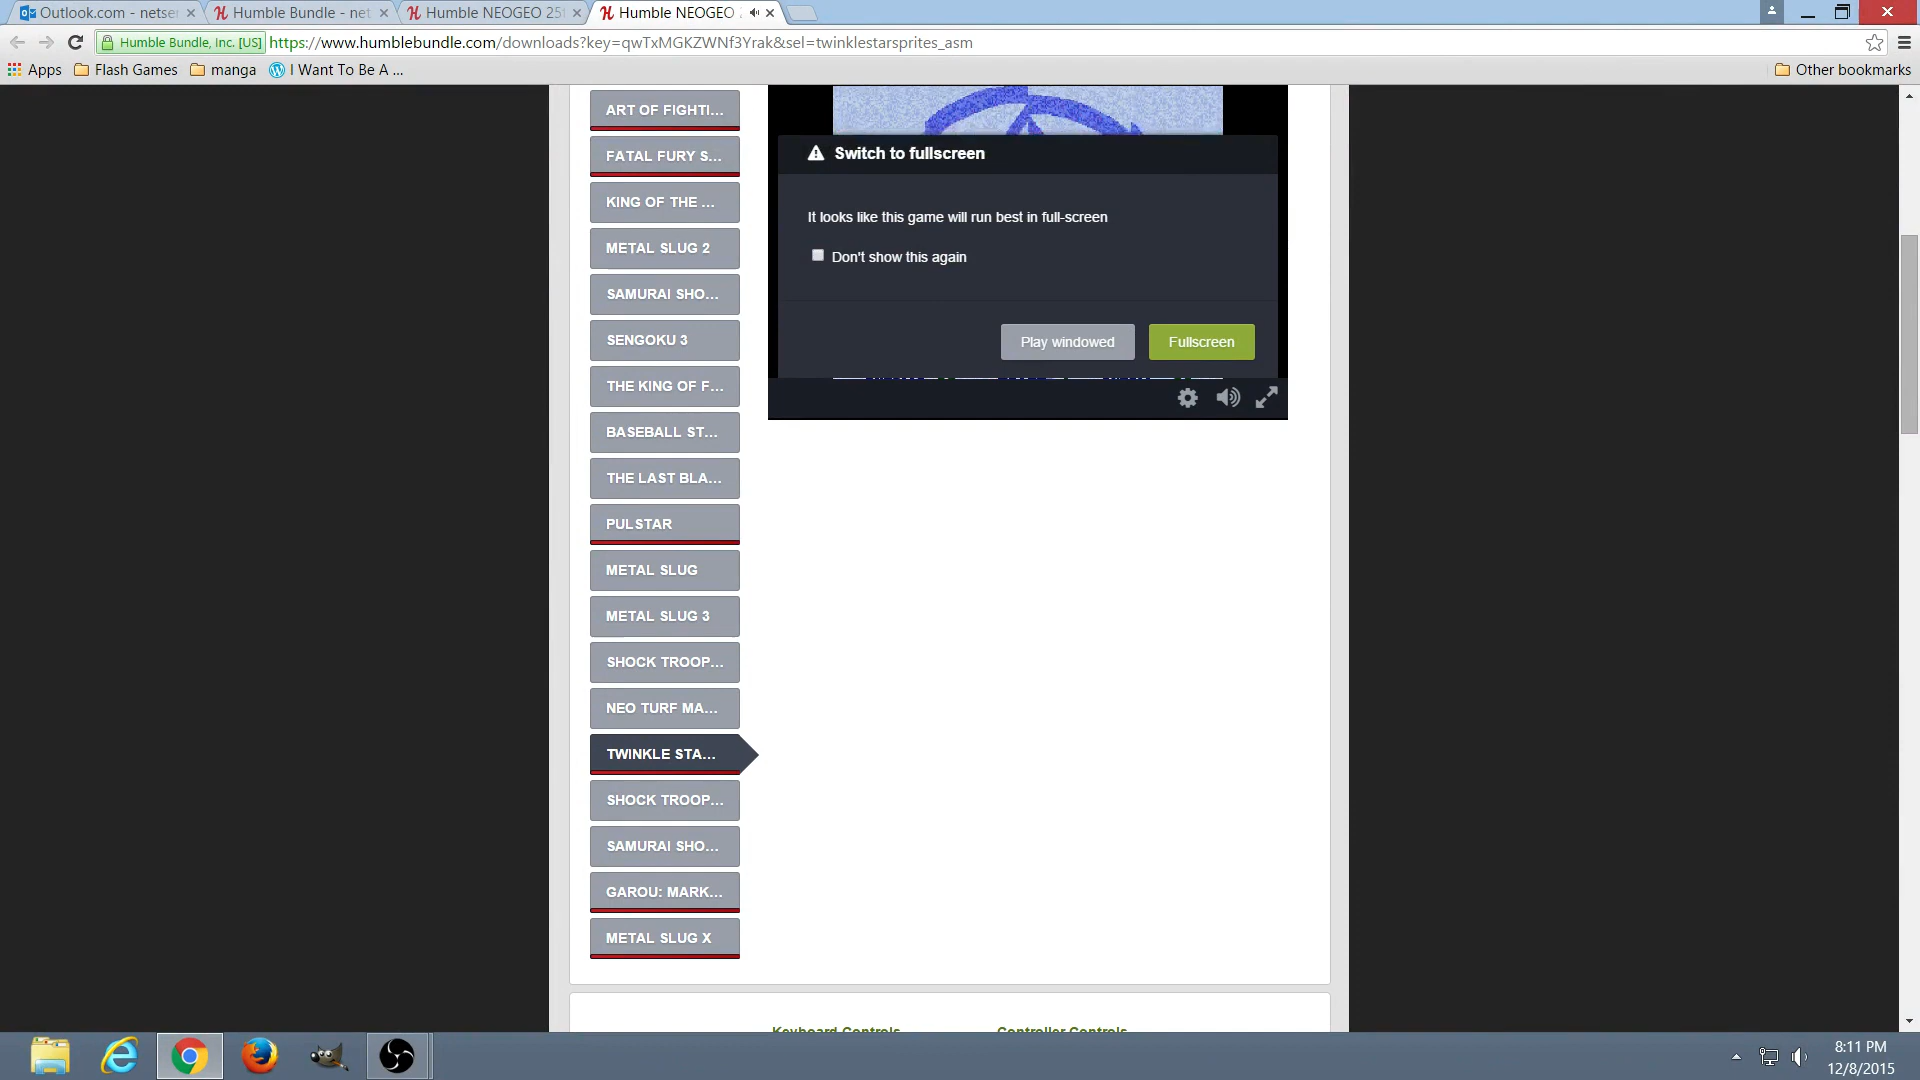 Outlook.com - netser
Humble Bundle - net
Humble NEOGEO 25
Humble NEOGEO
Humble Bundle, Inc. [US]
https://www.humblebundle.com/downloads?key=qwTxMGKZWNf3Yrak&sel=twinklestarsprites_asm
Apps
Flash Games
manga
I Want To Be A ...
Other bookmarks
ART OF FIGHTI...
FATAL FURY S...
KING OF THE ...
METAL SLUG 2
SAMURAI SHO...
SENGOKU 3
THE KING OF F...
BASEBALL ST...
THE LAST BLA...
PULSTAR
METAL SLUG
METAL SLUG 3
SHOCK TROOP...
NEO TURF MA...
TWINKLE STA...
SHOCK TROOP...
SAMURAI SHO...
GAROU: MARK...
METAL SLUG X
Switch to fullscreen
It looks like this game will run best in full-screen
Don't show this again
Play windowed
Fullscreen
Keyboard Controls
Controller Controls
8:11 PM
12/8/2015